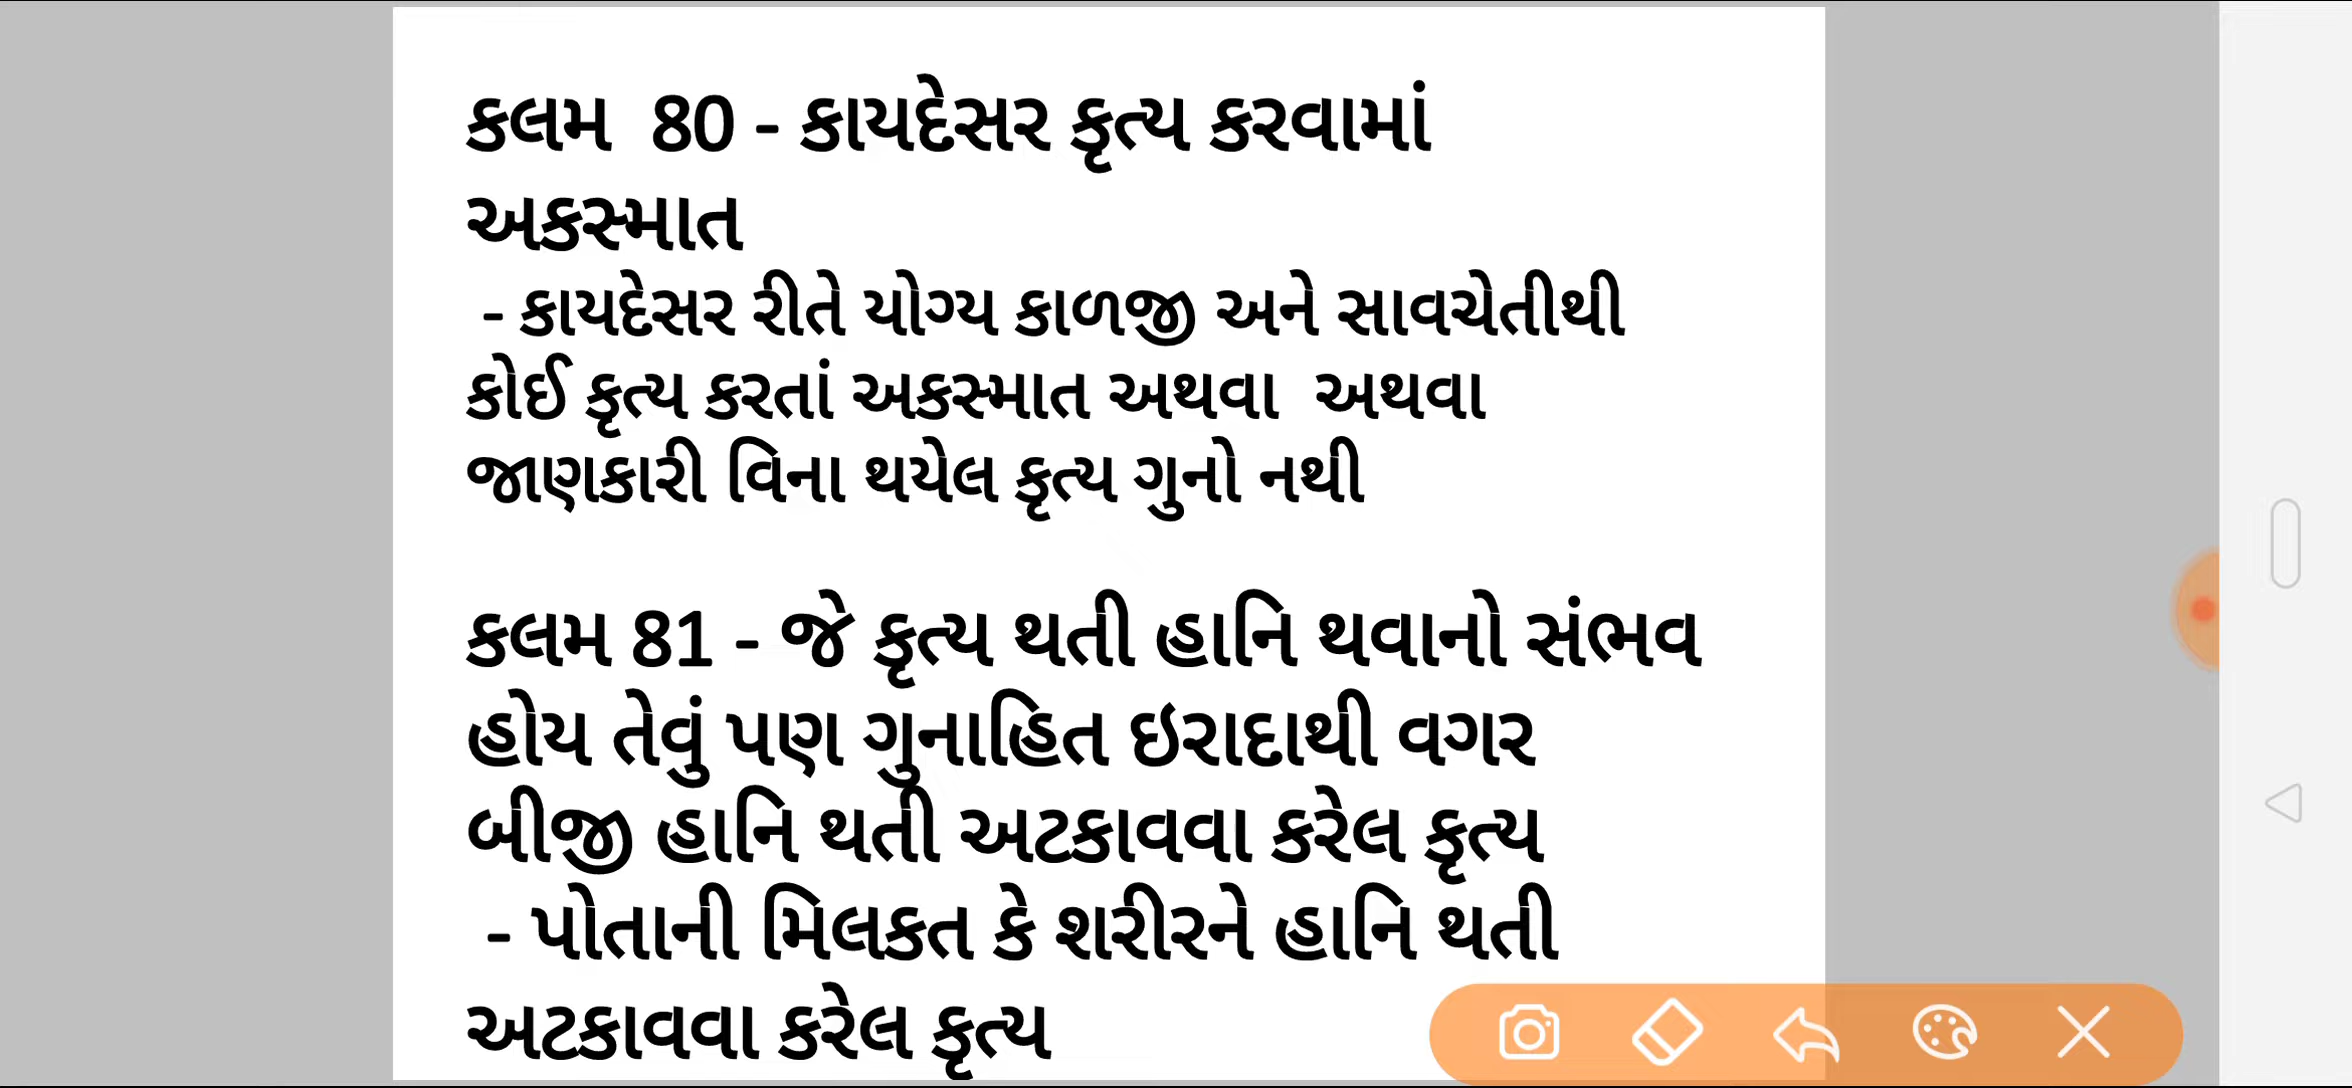 કલમ  80 - કાયદેસર કૃત્ય કરવામાં
અકસ્માત
- કાયદેસર રીતે યોગ્ય કાળજી અને સાવચેતીથી
કોઈ કૃત્ય કરતાં અકસ્માત અથવા  અથવા
જાણકારી વિના થયેલ કૃત્ય ગુનો નથી
કલમ 81 - જે કૃત્ય થતી હાનિ થવાનો સંભવ
હોય તેવું પણ ગુનાહિત ઇરાદાથી વગર
બીજી હાનિ થતી અટકાવવા કરેલ કૃત્ય
- પોતાની મિલકત કે શરીરને હાનિ થતી
અટકાવવા કરેલ કૃત્ય